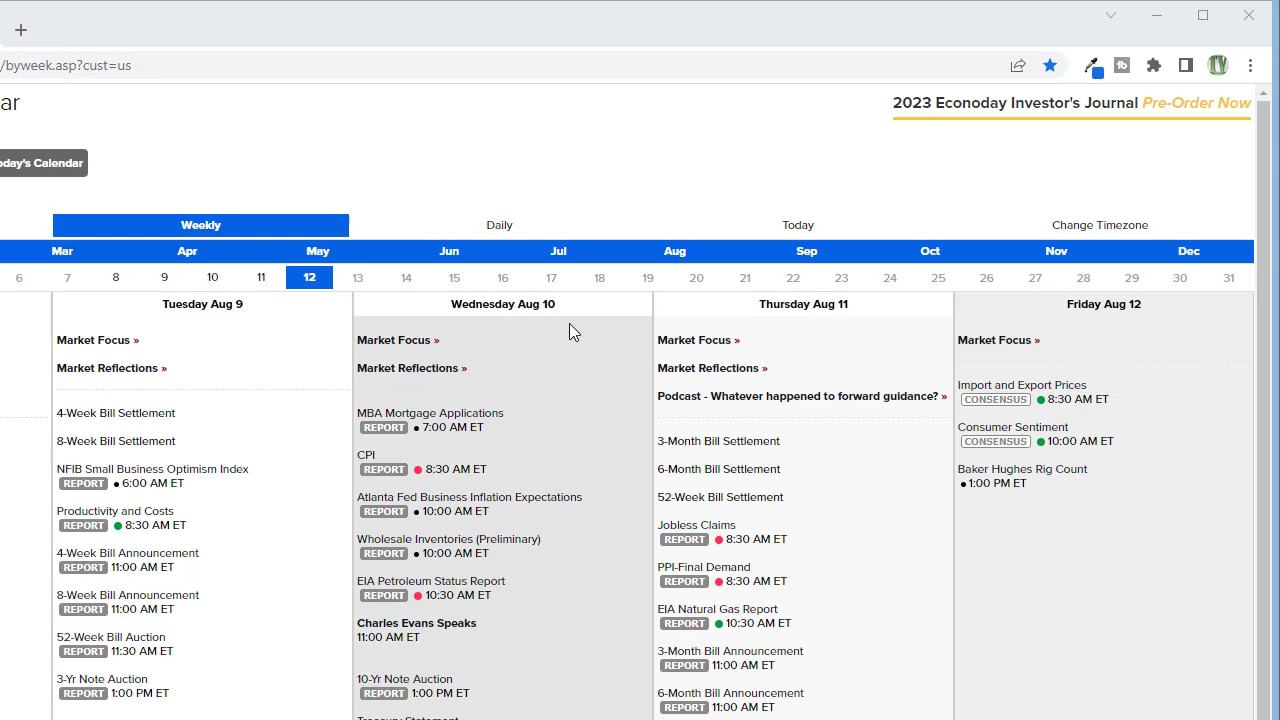 /byweek.asp?cust=us
ar
2023 Econoday Investor's Journal Pre-Order Now
oday's Calendar
Weekly Daily Today Change Timezone
Mar Apr May Jun Jul Aug Sep Oct Nov Dec
6 7 8 9 10 11 12 13 14 15 16 17 18 19 20 21 22 23 24 25 26 27 28 29 30 31
Tuesday Aug 9
Market Focus »
Market Reflections »
4-Week Bill Settlement
8-Week Bill Settlement
NFIB Small Business Optimism Index
REPORT 6:00 AM ET
Productivity and Costs
REPORT 8:30 AM ET
4-Week Bill Announcement
REPORT 11:00 AM ET
8-Week Bill Announcement
REPORT 11:00 AM ET
52-Week Bill Auction
REPORT 11:30 AM ET
3-Yr Note Auction
REPORT 1:00 PM ET
Wednesday Aug 10
Market Focus »
Market Reflections »
MBA Mortgage Applications
REPORT 7:00 AM ET
CPI
REPORT 8:30 AM ET
Atlanta Fed Business Inflation Expectations
REPORT 10:00 AM ET
Wholesale Inventories (Preliminary)
REPORT 10:00 AM ET
EIA Petroleum Status Report
REPORT 10:30 AM ET
Charles Evans Speaks
11:00 AM ET
10-Yr Note Auction
REPORT 1:00 PM ET
Treasury Statement
Thursday Aug 11
Market Focus »
Market Reflections »
Podcast - Whatever happened to forward guidance? »
3-Month Bill Settlement
6-Month Bill Settlement
52-Week Bill Settlement
Jobless Claims
REPORT 8:30 AM ET
PPI-Final Demand
REPORT 8:30 AM ET
EIA Natural Gas Report
REPORT 10:30 AM ET
3-Month Bill Announcement
REPORT 11:00 AM ET
6-Month Bill Announcement
REPORT 11:00 AM ET
Friday Aug 12
Market Focus »
Import and Export Prices
CONSENSUS 8:30 AM ET
Consumer Sentiment
CONSENSUS 10:00 AM ET
Baker Hughes Rig Count
1:00 PM ET